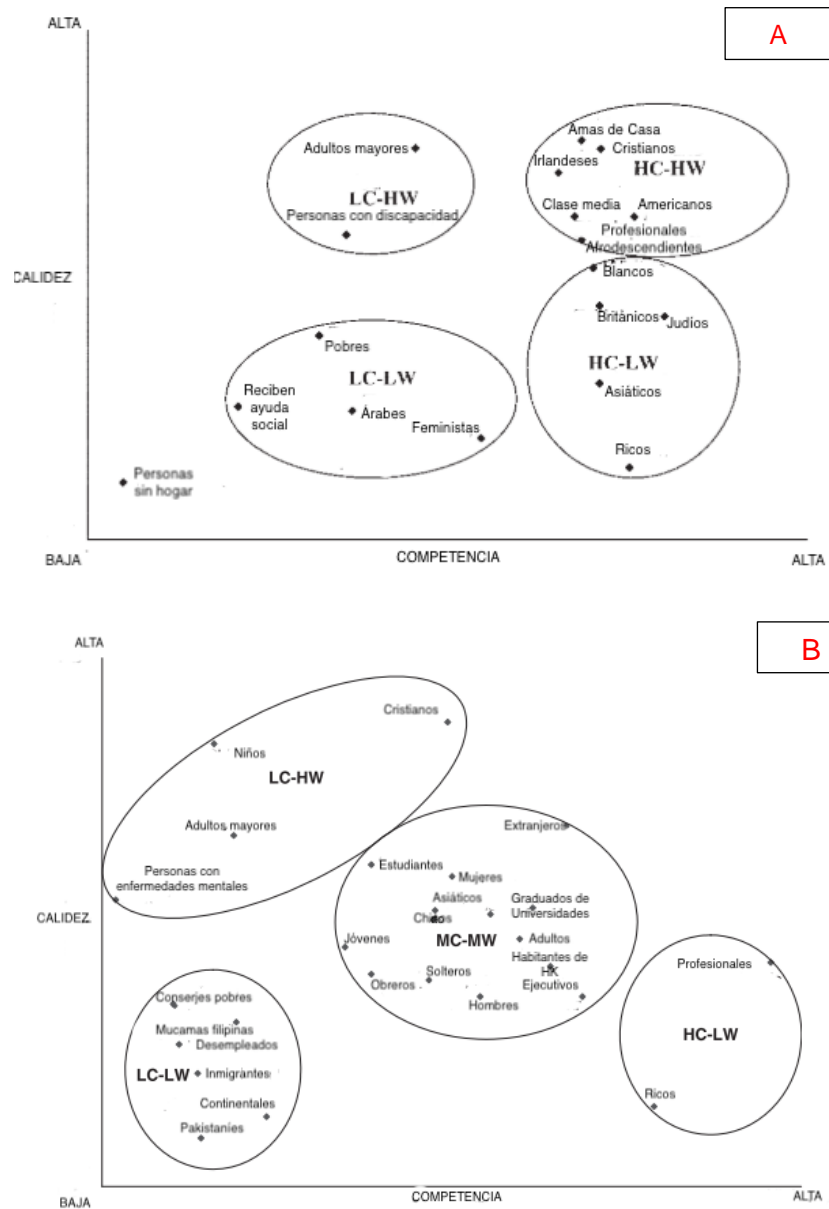 ALTA
A
Amas de Casa
Adultos mayores
Cristianos
Irlandeses
HC-HW
LC-HW
Personas con discapacidad
Clase media
Americanos
Profesionales
Afrodescendientes
CALIDEZ
Blancos
Británicos
Judíos
Pobres
HC-LW
LC-LW
Reciben
ayuda
social
Árabes
Asiáticos
Feministas
Ricos
Personas
sin hogar
BAJA
COMPETENCIA
ALTA
B
ALTA
Cristianos
Niños
LC-HW
Adultos mayores
Extranjeros
Personas con
enfermedades mentales
Estudiantes
Mujeres
Asiáticos
Graduados de
Universidades
CALIDEZ
Jóvenes
MC-MW
Adultos
Habitantes de
HK
Profesionales
Obreros
Solteros
Ejecutivos
Hombres
Conserjes pobres
Mucamas filipinas
Desempleados
HC-LW
LC-LW
Inmigrantes
Continentales
Ricos
Pakistaníes
BAJA
COMPETENCIA
ALTA